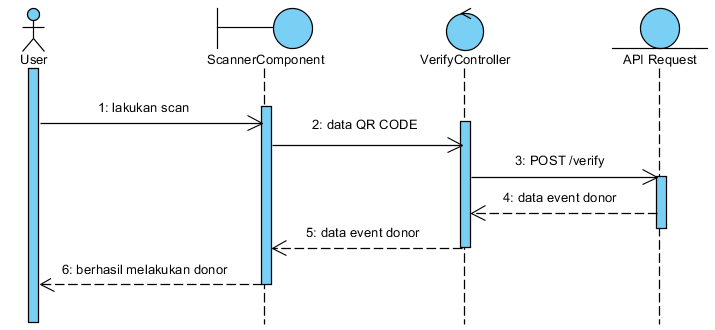 User
ScannerComponent
VerifyController
API Request
1: lakukan scan
2: data QR CODE
3: POST /verify
4: data event donor
5: data event donor
6: berhasil melakukan donor